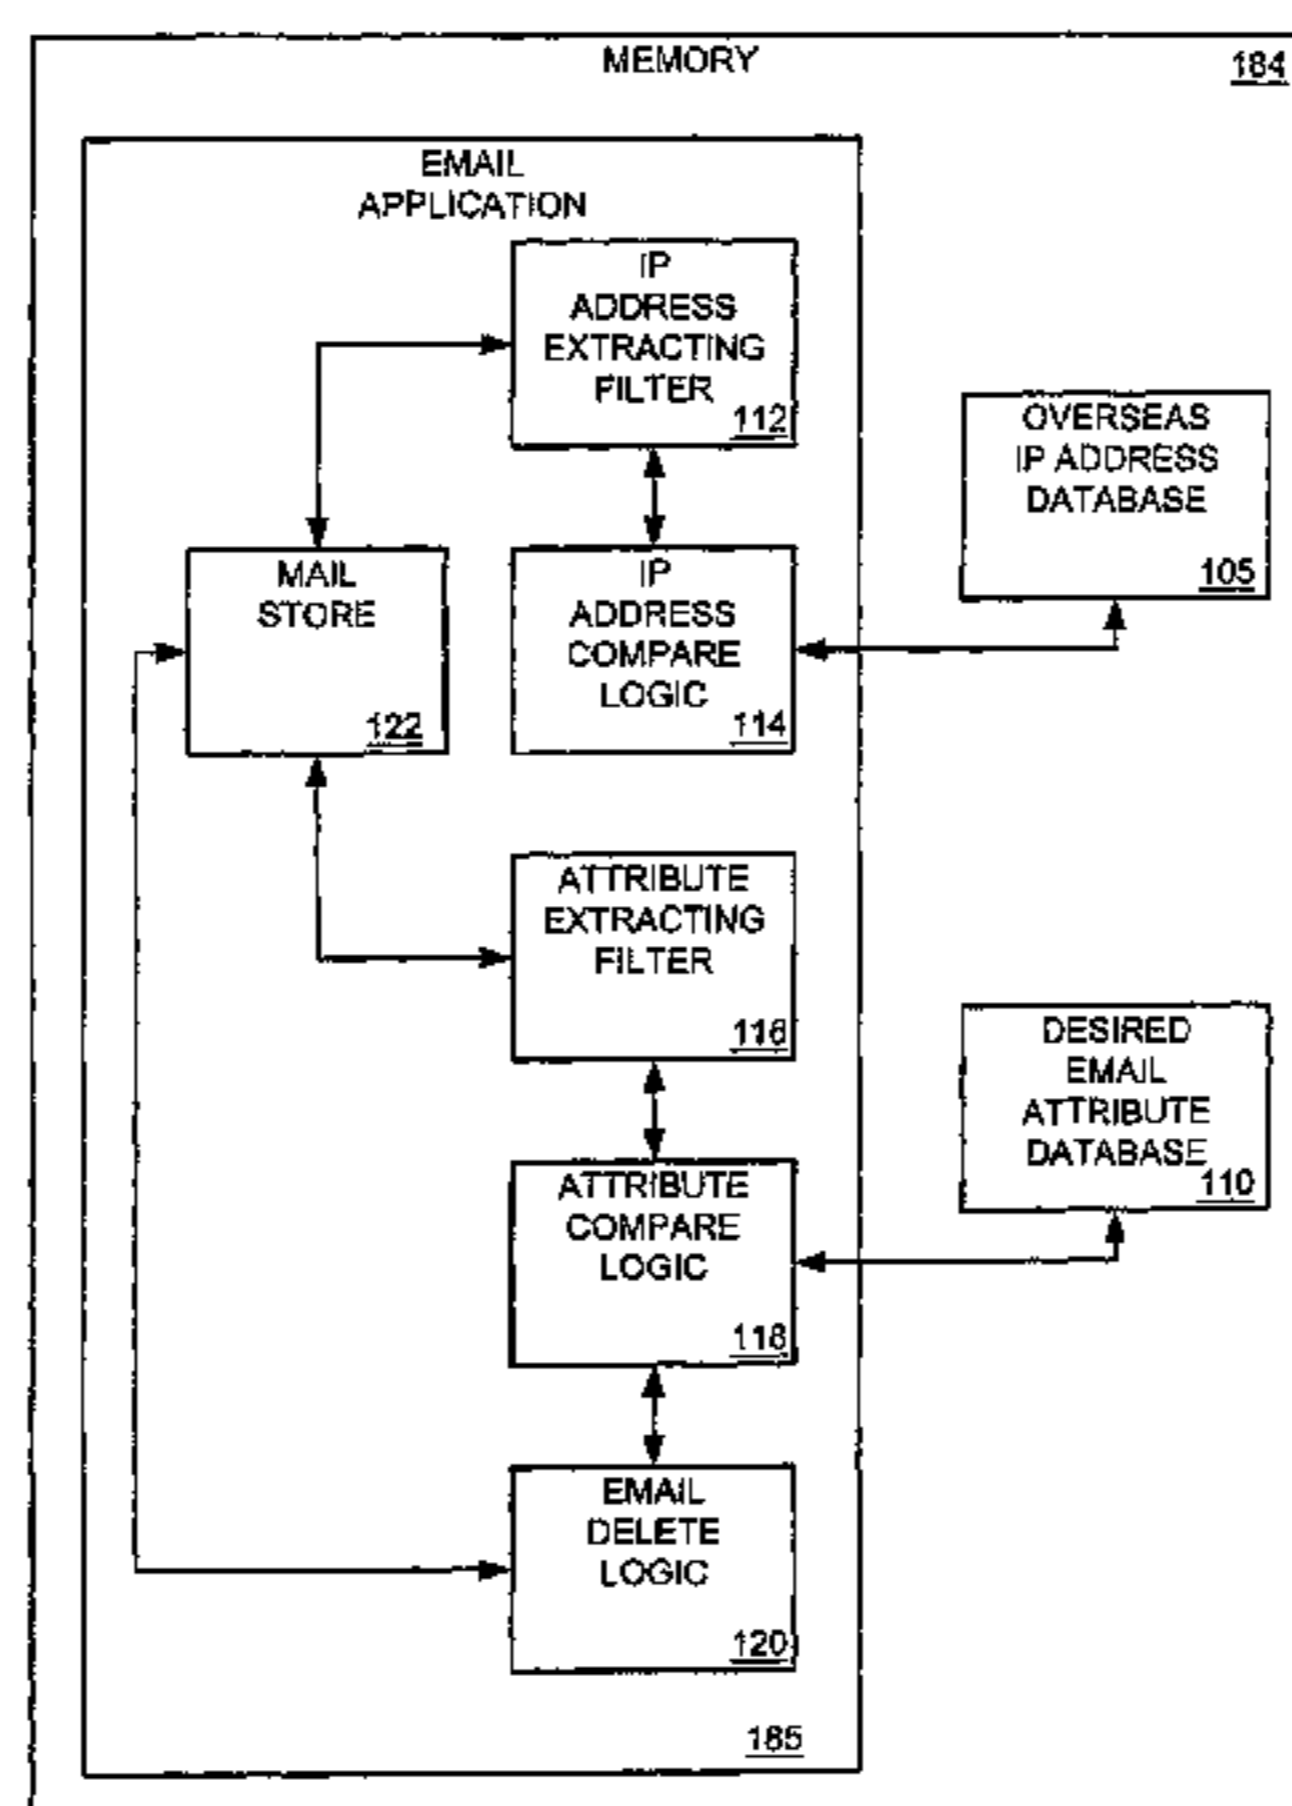 MEMORY
184
EMAIL
APPLICATION
IP
ADDRESS
EXTRACTING
FILTER
112
OVERSEAS
IP ADDRESS
DATABASE
105
MAIL
STORE
122
IP
ADDRESS
COMPARE
LOGIC
114
ATTRIBUTE
EXTRACTING
FILTER
116
DESIRED
EMAIL
ATTRIBUTE
DATABASE
110
ATTRIBUTE
COMPARE
LOGIC
118
EMAIL
DELETE
LOGIC
120
185